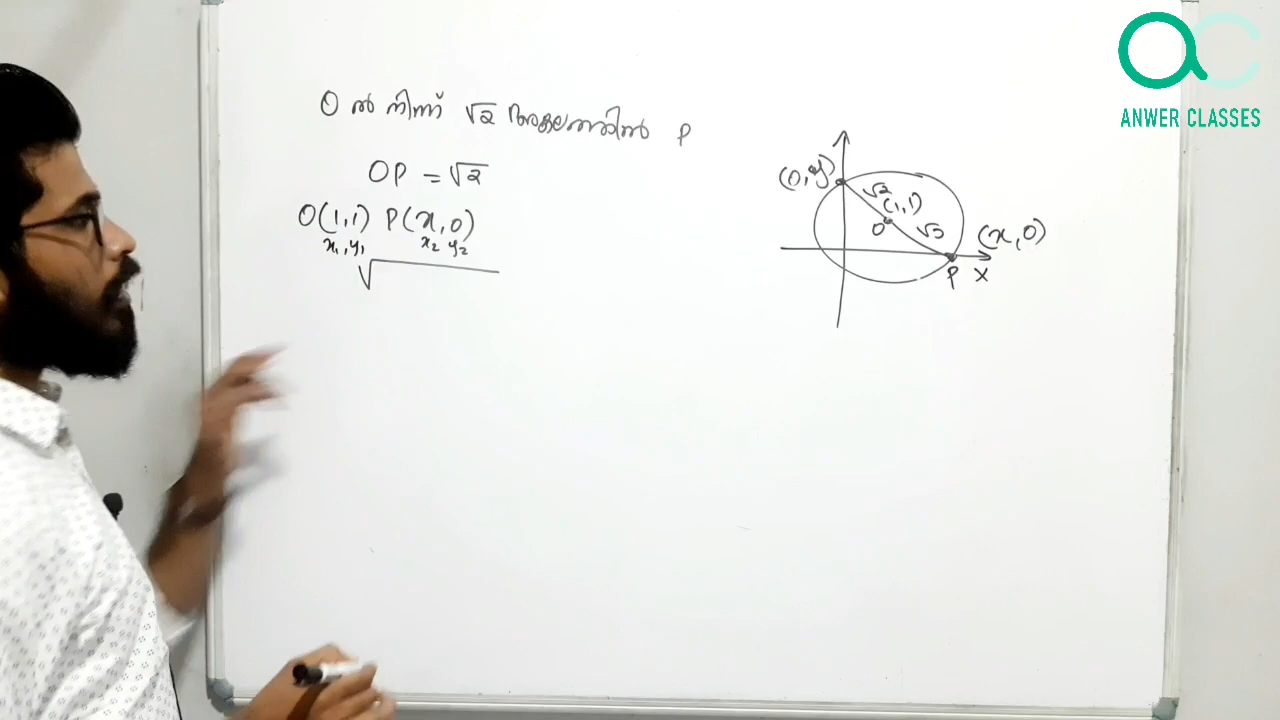 O ൽ നിന്ന് √2 അകലത്തിൽ P
OP = √2
O(1,1) P(x,0)
x₁,y₁ x₂ y₂
√
(0,y)
√2
(1,1)
O
√2
(x,0)
P X
ac
ANWER CLASSES